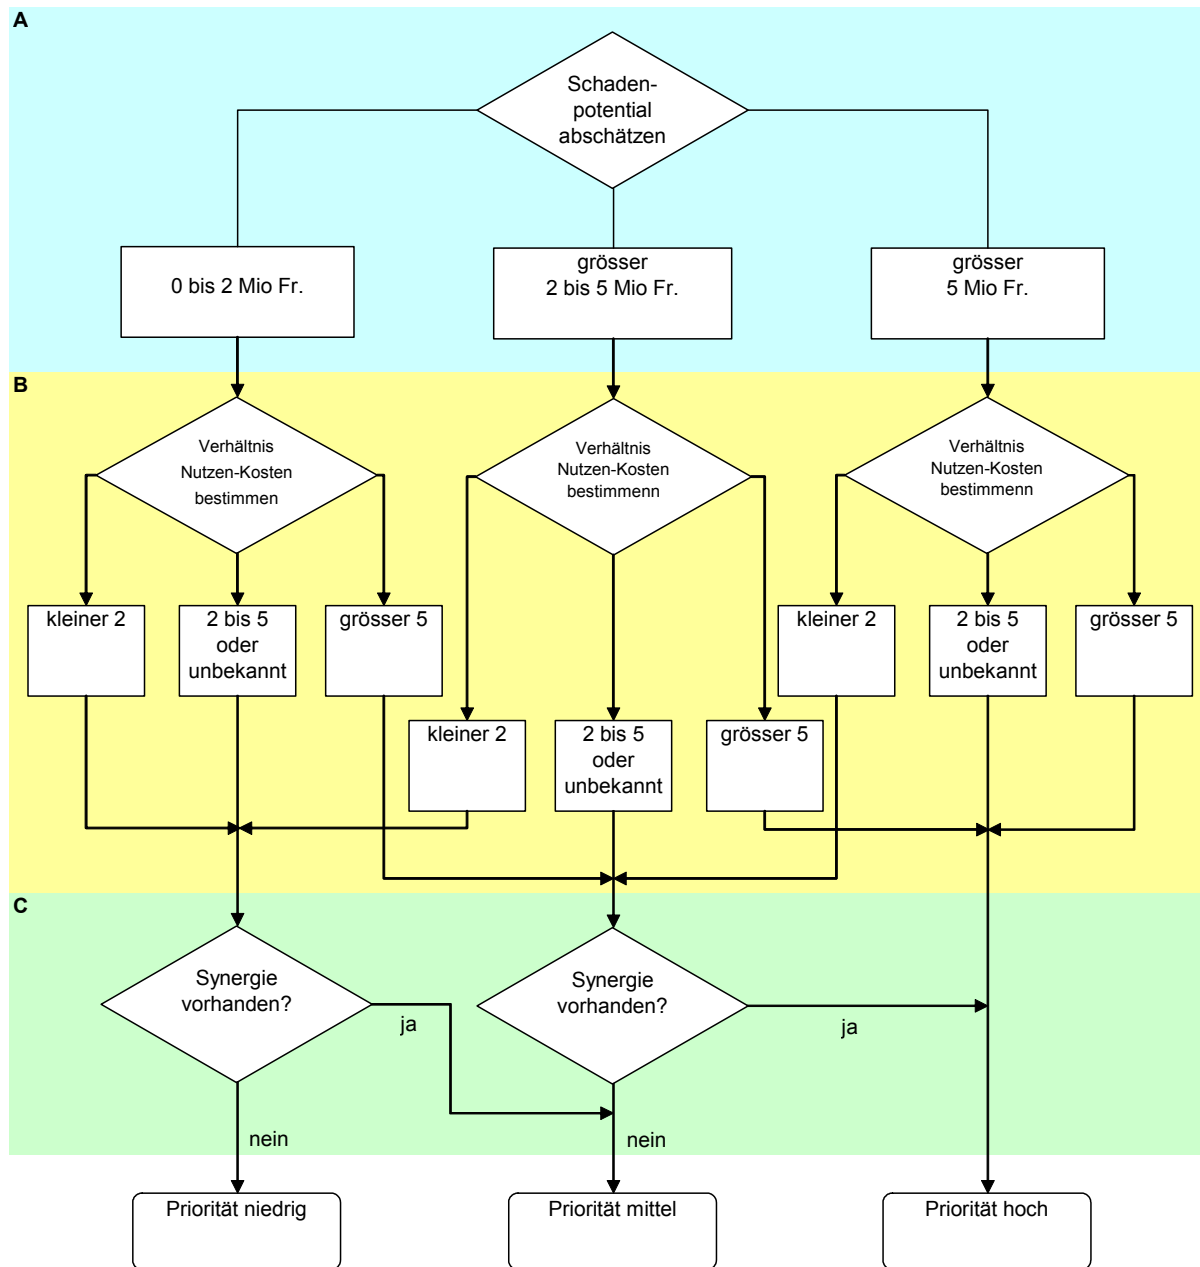 A
Schaden-
potential
abschätzen
0 bis 2 Mio Fr.
grösser
2 bis 5 Mio Fr.
grösser
5 Mio Fr.
B
Verhältnis
Nutzen-Kosten
bestimmen
Verhältnis
Nutzen-Kosten
bestimmenn
Verhältnis
Nutzen-Kosten
bestimmenn
kleiner 2
2 bis 5
oder
unbekannt
grösser 5
kleiner 2
2 bis 5
oder
unbekannt
grösser 5
kleiner 2
2 bis 5
oder
unbekannt
grösser 5
C
Synergie
vorhanden?
ja
nein
Synergie
vorhanden?
ja
nein
Priorität niedrig
Priorität mittel
Priorität hoch